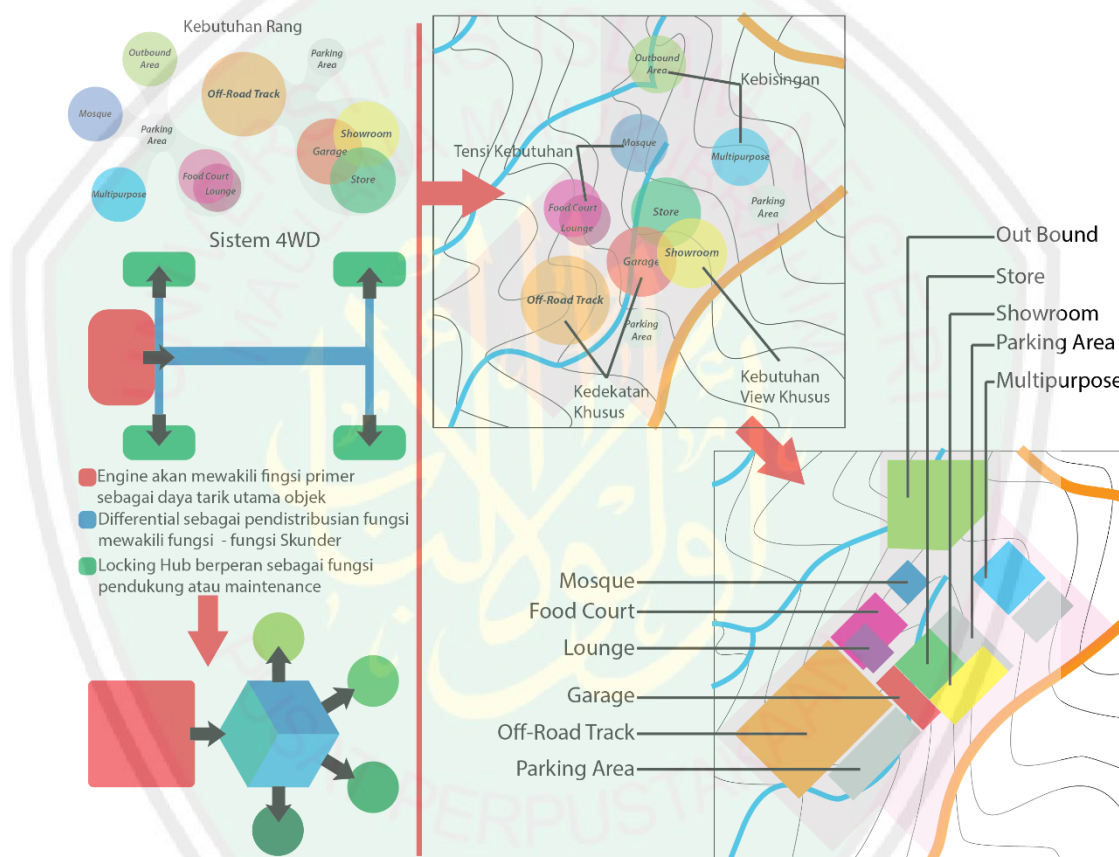 Kebutuhan Rang
Outbound
Area
Parking
Area
Off-Road Track
Mosque
Parking
Area
Showroom
Garage
Store
Food Court
Lounge
Multipurpose
Sistem 4WD
Engine akan mewakili fingsi primer
sebagai daya tarik utama objek
Differential sebagai pendistribusian fungsi
mewakili fungsi - fungsi Skunder
Locking Hub berperan sebagai fungsi
pendukung atau maintenance
Outbound
Area
Kebisingan
Mosque
Tensi Kebutuhan
Multipurpose
Food Court
Lounge
Store
Parking
Area
Garage
Showroom
Off-Road Track
Parking
Area
Kedekatan
Khusus
Kebutuhan
View Khusus
Out Bound
Store
Showroom
Parking Area
Multipurpose
Mosque
Food Court
Lounge
Garage
Off-Road Track
Parking Area